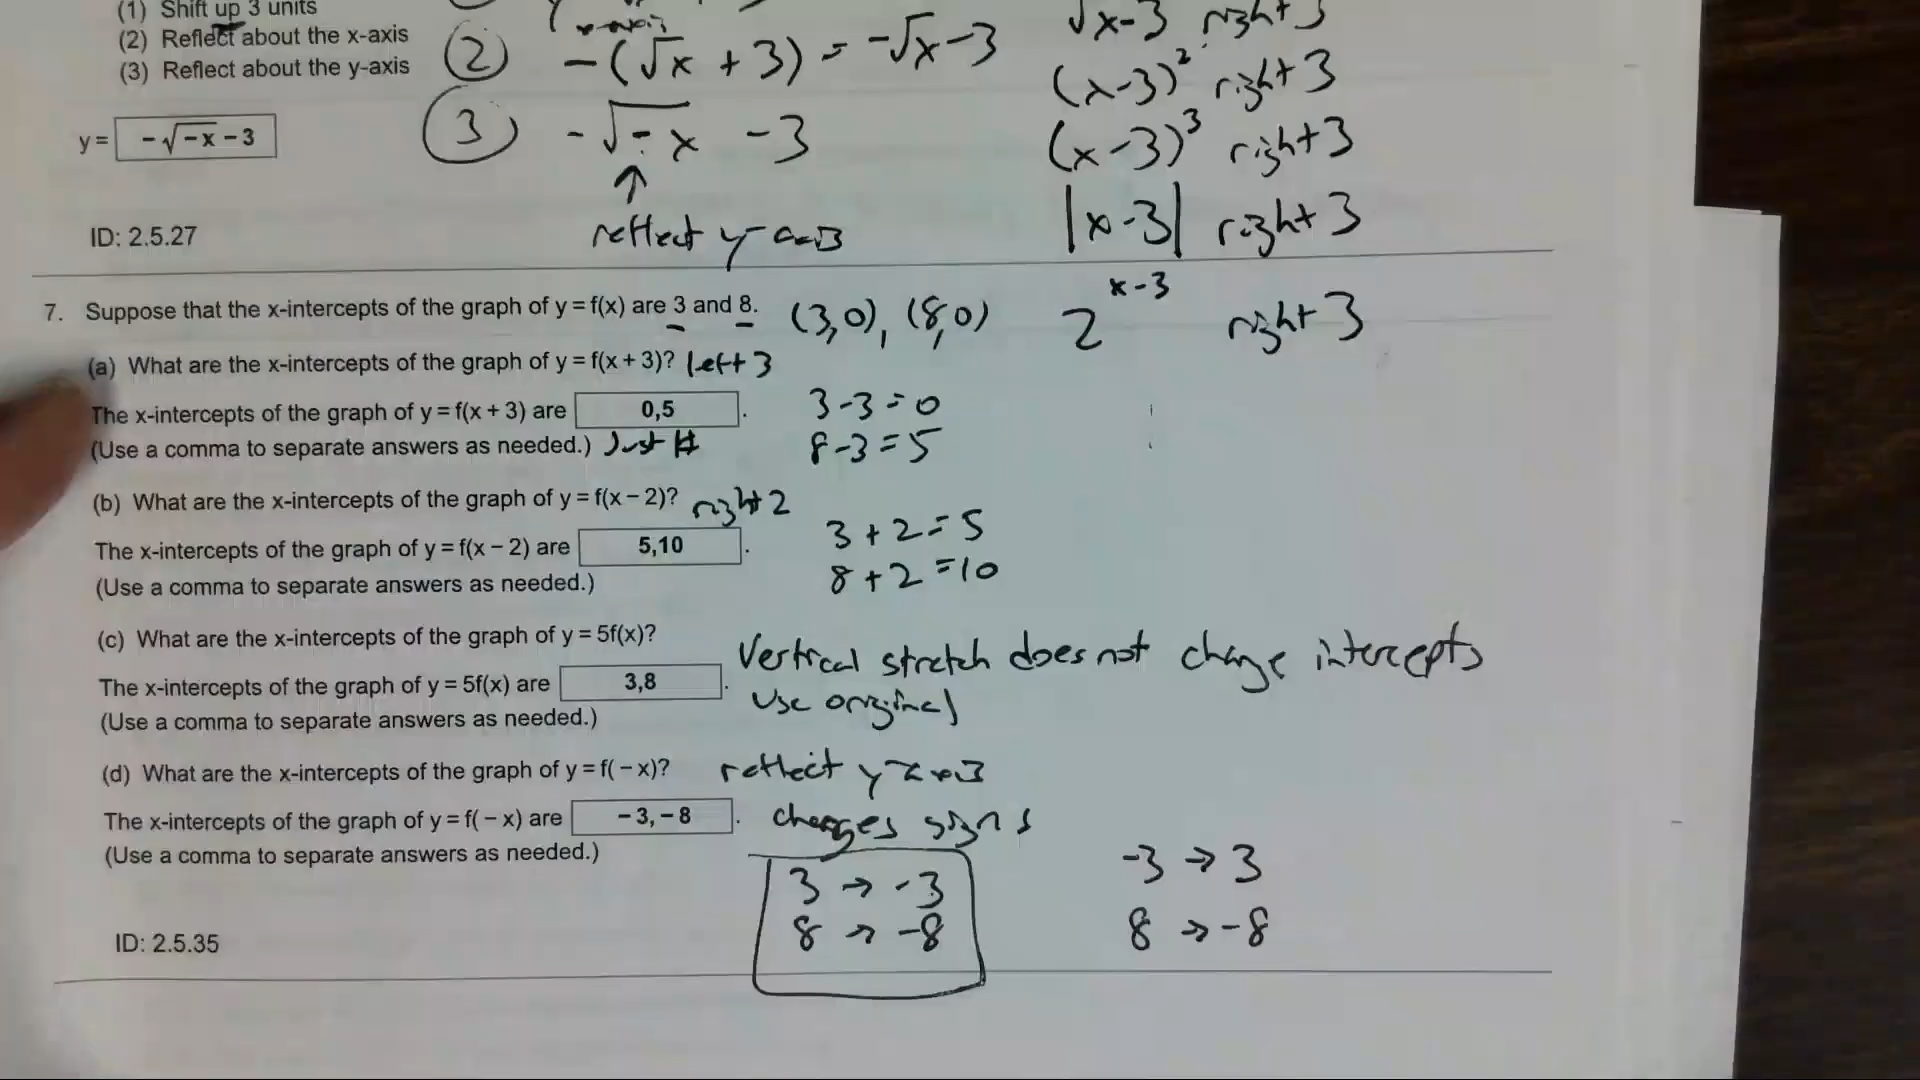 (1) Shift up 3 units
(2) Reflect about the x-axis
(3) Reflect about the y-axis
y = -√-x - 3
ID: 2.5.27
x-axis
② -(√x + 3) = -√x - 3
③ -√-x - 3
↑
reflect y-axis
√x-3 right 3
(x-3)² right 3
(x-3)³ right 3
|x-3| right 3
2^(x-3) right 3
7. Suppose that the x-intercepts of the graph of y = f(x) are 3 and 8. (3,0), (8,0)
(a) What are the x-intercepts of the graph of y = f(x + 3)? left 3
The x-intercepts of the graph of y = f(x + 3) are 0,5 .
(Use a comma to separate answers as needed.) Just #
3-3=0
8-3=5
(b) What are the x-intercepts of the graph of y = f(x - 2)? right 2
The x-intercepts of the graph of y = f(x - 2) are 5,10 .
(Use a comma to separate answers as needed.)
3+2=5
8+2=10
(c) What are the x-intercepts of the graph of y = 5f(x)?
The x-intercepts of the graph of y = 5f(x) are 3,8 .
(Use a comma to separate answers as needed.)
Vertical stretch does not change intercepts
Use original
(d) What are the x-intercepts of the graph of y = f( - x)? reflect y-axis
The x-intercepts of the graph of y = f( - x) are - 3, - 8 . changes signs
(Use a comma to separate answers as needed.)
3 → -3
8 → -8
-3 → 3
8 → -8
ID: 2.5.35